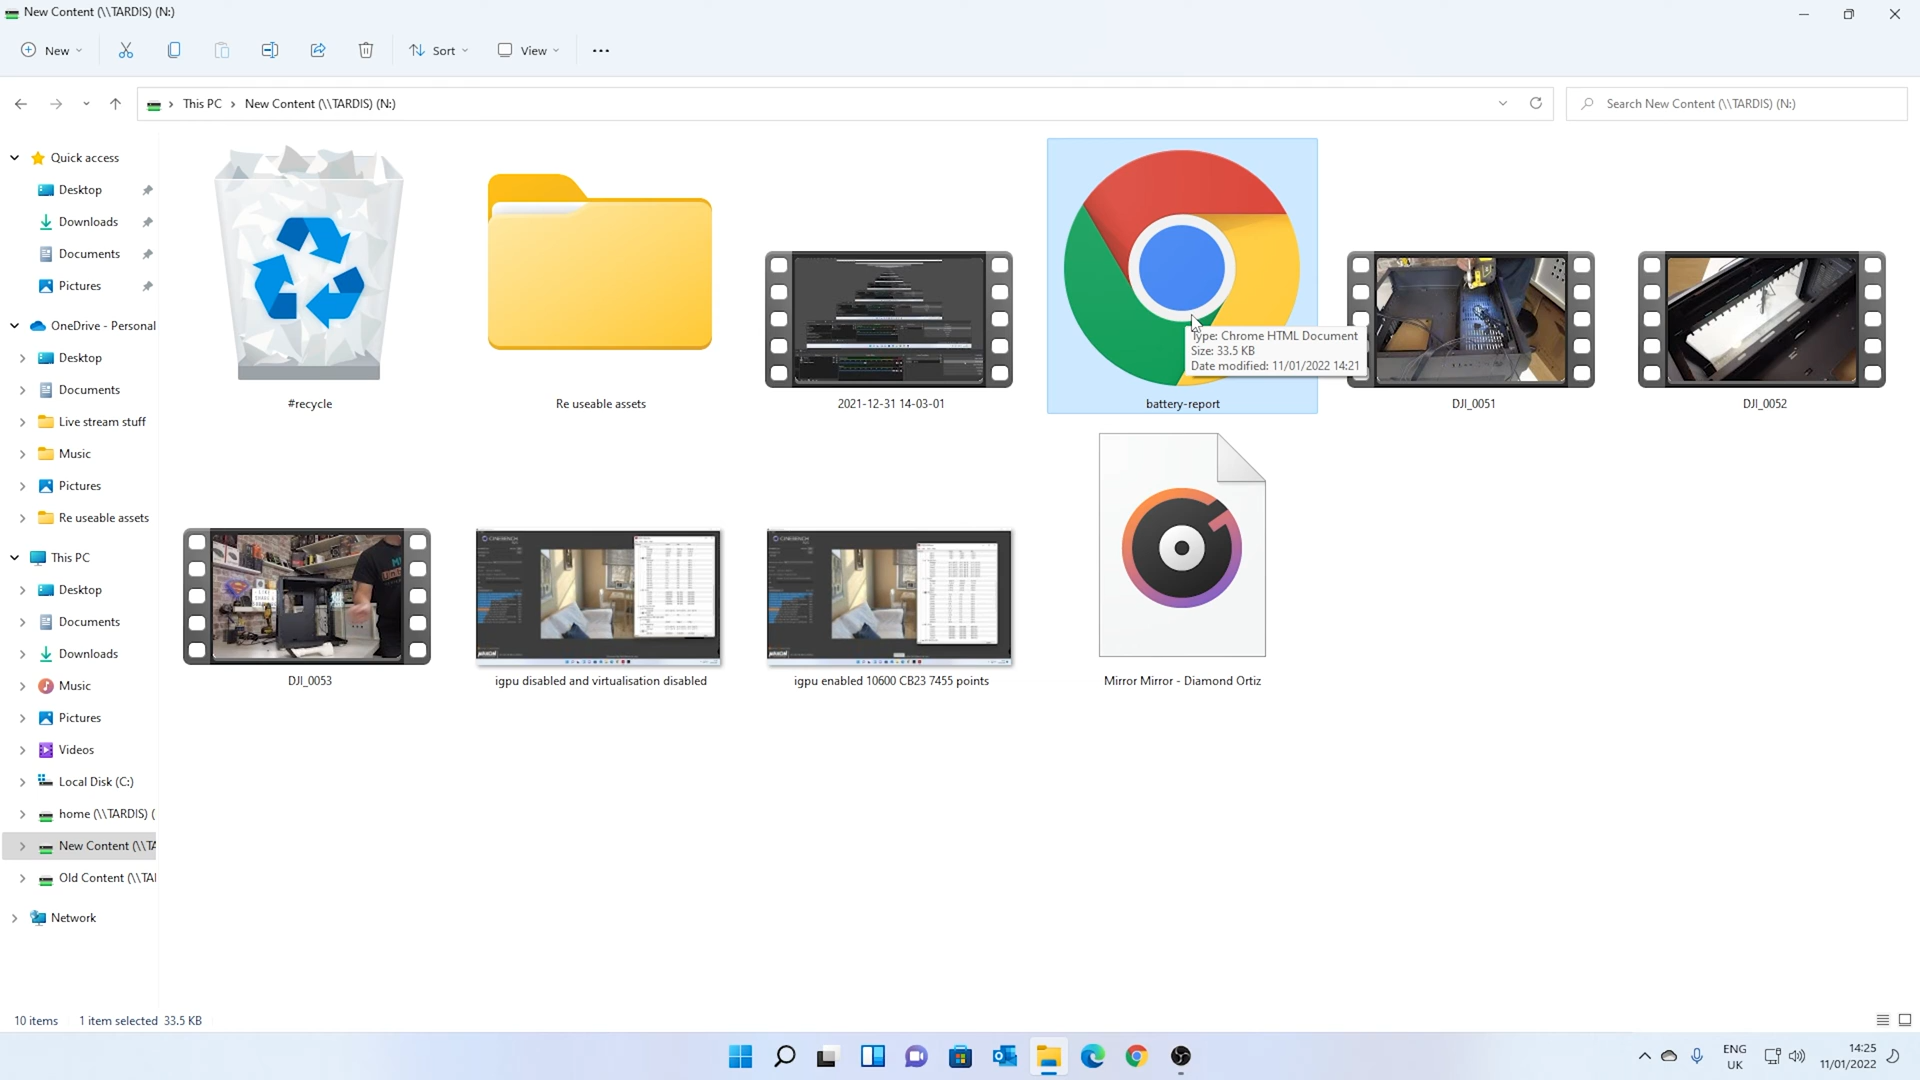 New Content (\\TARDIS) (N:)
New
Sort
View
This PC
New Content (\\TARDIS) (N:)
Search New Content (\\TARDIS) (N:)
Quick access
Desktop
Downloads
Documents
Pictures
OneDrive - Personal
Desktop
Documents
Live stream stuff
Music
Pictures
Re useable assets
This PC
Desktop
Documents
Downloads
Music
Pictures
Videos
Local Disk (C:)
home (\\TARDIS) (
New Content (\\TA
Old Content (\\TA
Network
#recycle
Re useable assets
2021-12-31 14-03-01
battery-report
DJI_0051
DJI_0052
Type: Chrome HTML Document
Size: 33.5 KB
Date modified: 11/01/2022 14:21
DJI_0053
igpu disabled and virtualisation disabled
igpu enabled 10600 CB23 7455 points
Mirror Mirror - Diamond Ortiz
10 items
1 item selected 33.5 KB
ENG
UK
14:25
11/01/2022